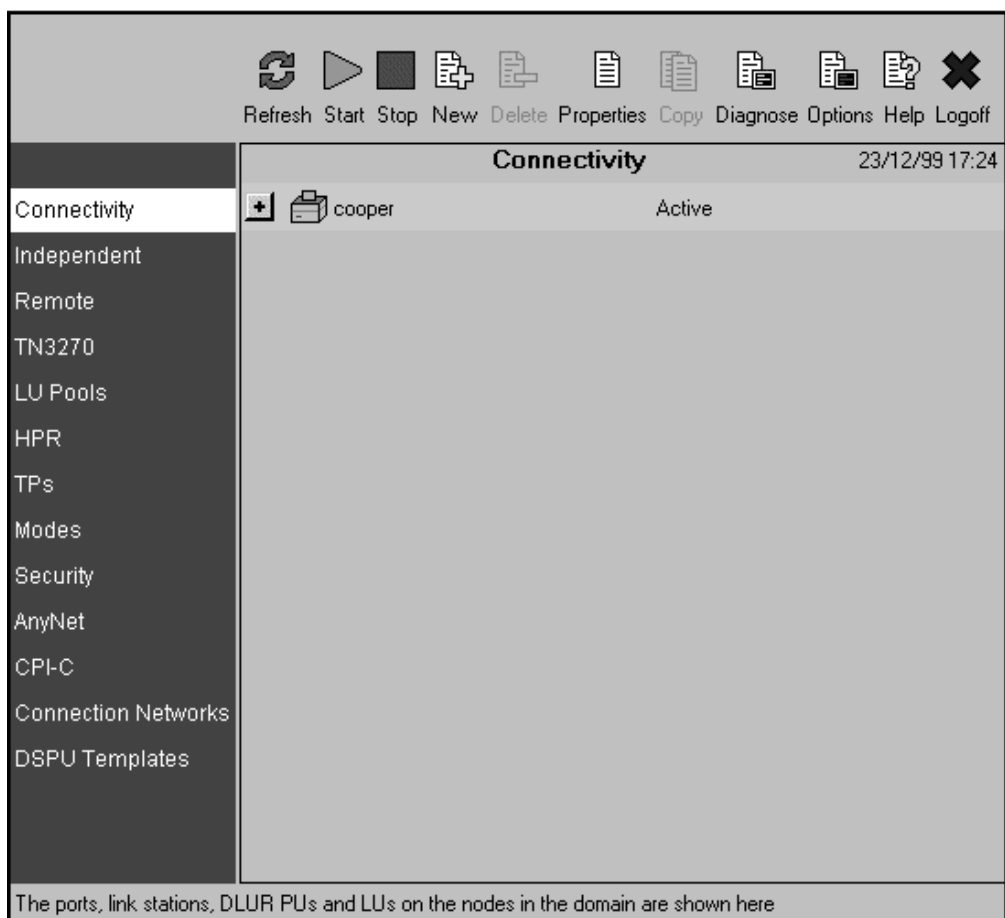 Refresh Start Stop New Delete Properties Copy Diagnose Options Help Logoff
Connectivity 23/12/99 17:24
Connectivity
cooper Active
Independent
Remote
TN3270
LU Pools
HPR
TPs
Modes
Security
AnyNet
CPI-C
Connection Networks
DSPU Templates
The ports, link stations, DLUR PUs and LUs on the nodes in the domain are shown here